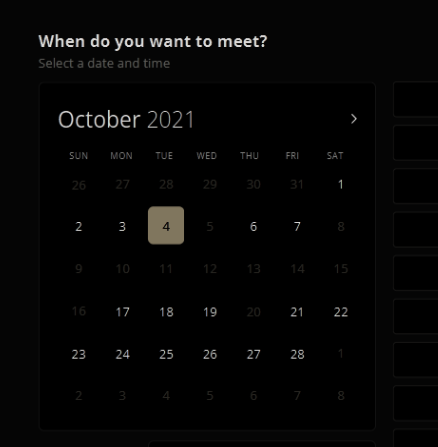 When do you want to meet?
Select a date and time
October 2021
SUN MON TUE WED THU FRI SAT
26 27 28 29 30 31 1
2 3 4 5 6 7 8
9 10 11 12 13 14 15
16 17 18 19 20 21 22
23 24 25 26 27 28 1
2 3 4 5 6 7 8